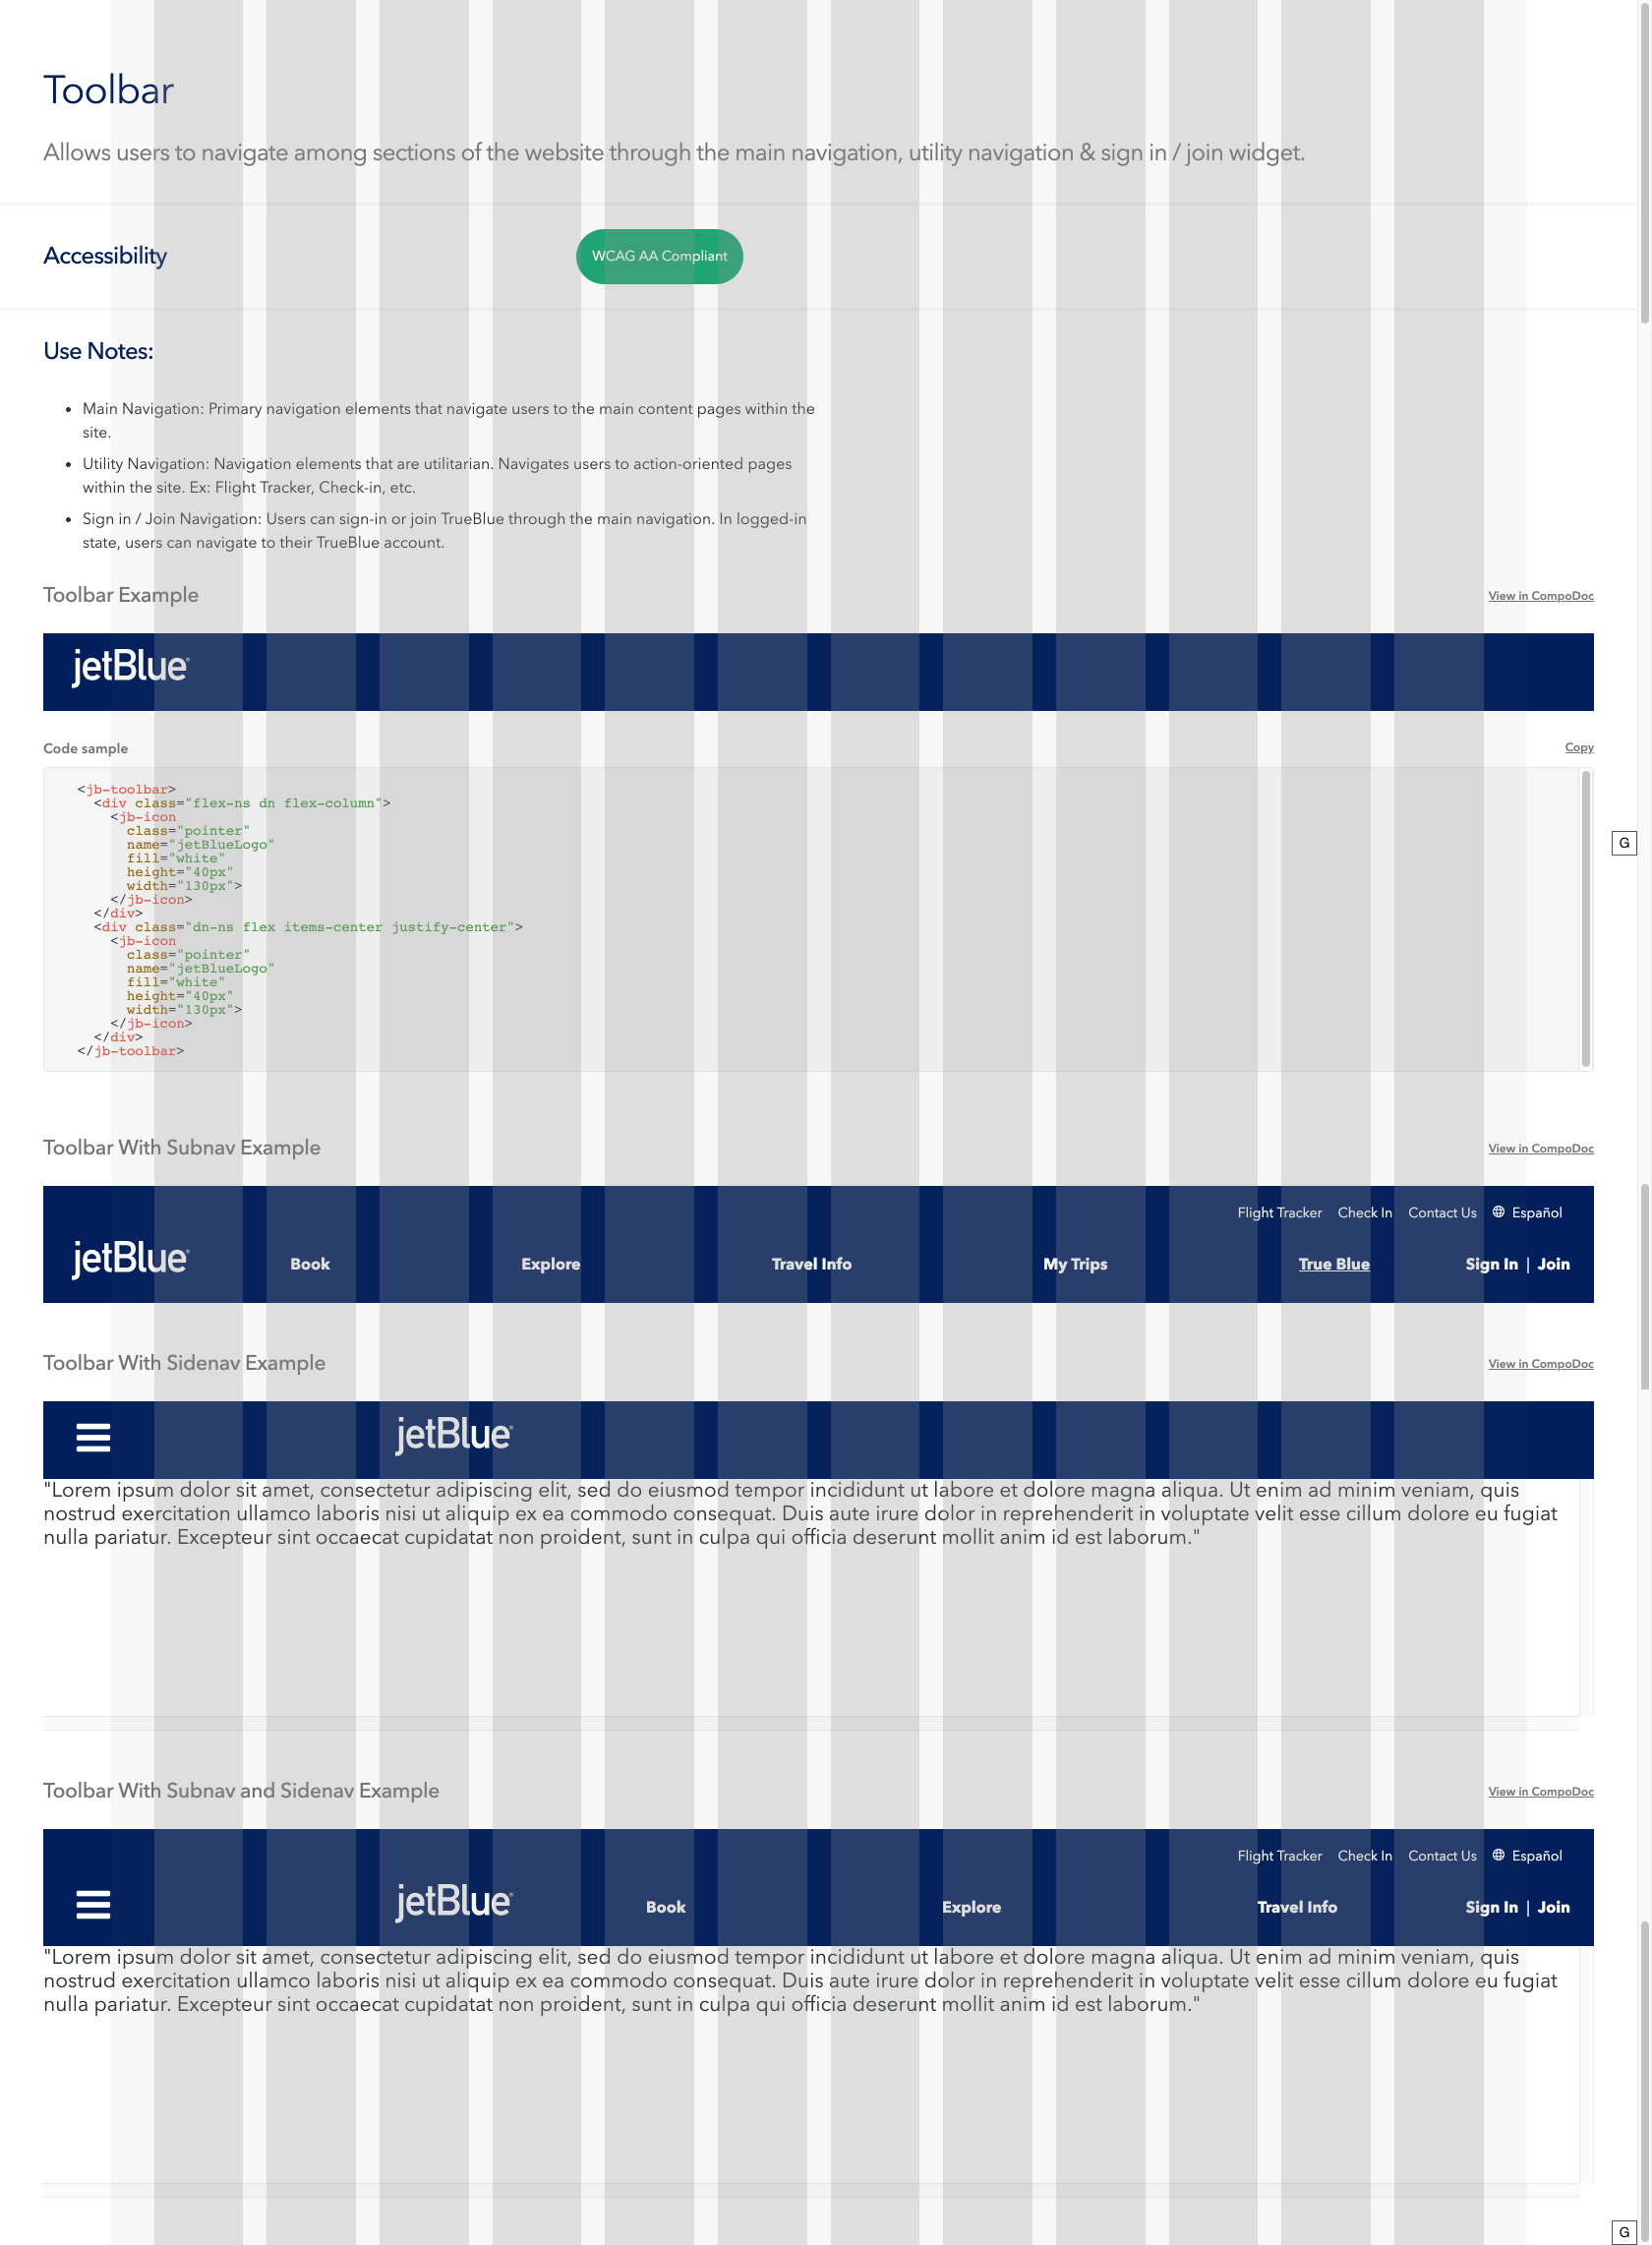 Toolbar
Allows users to navigate among sections of the website through the main navigation, utility navigation & sign in / join widget.
Accessibility
WCAG AA Compliant
Use Notes:
• Main Navigation: Primary navigation elements that navigate users to the main content pages within the
site.
• Utility Navigation: Navigation elements that are utilitarian. Navigates users to action-oriented pages
within the site. Ex: Flight Tracker, Check-in, etc.
• Sign in / Join Navigation: Users can sign-in or join TrueBlue through the main navigation. In logged-in
state, users can navigate to their TrueBlue account.
Toolbar Example
View in CompoDoc
jetBlue
Code sample
Copy
<jb-toolbar>
<div class="flex-ns dn flex-column">
<jb-icon
class="pointer"
name="jetBlueLogo"
fill="white"
height="40px"
width="130px">
</jb-icon>
</div>
<div class="dn-ns flex items-center justify-center">
<jb-icon
class="pointer"
name="jetBlueLogo"
fill="white"
height="40px"
width="130px">
</jb-icon>
</div>
</jb-toolbar>
G
Toolbar With Subnav Example
View in CompoDoc
Flight Tracker Check In Contact Us Español
jetBlue Book Explore Travel Info My Trips True Blue Sign In | Join
Toolbar With Sidenav Example
View in CompoDoc
jetBlue
"Lorem ipsum dolor sit amet, consectetur adipiscing elit, sed do eiusmod tempor incididunt ut labore et dolore magna aliqua. Ut enim ad minim veniam, quis
nostrud exercitation ullamco laboris nisi ut aliquip ex ea commodo consequat. Duis aute irure dolor in reprehenderit in voluptate velit esse cillum dolore eu fugiat
nulla pariatur. Excepteur sint occaecat cupidatat non proident, sunt in culpa qui officia deserunt mollit anim id est laborum."
Toolbar With Subnav and Sidenav Example
View in CompoDoc
Flight Tracker Check In Contact Us Español
jetBlue Book Explore Travel Info Sign In | Join
"Lorem ipsum dolor sit amet, consectetur adipiscing elit, sed do eiusmod tempor incididunt ut labore et dolore magna aliqua. Ut enim ad minim veniam, quis
nostrud exercitation ullamco laboris nisi ut aliquip ex ea commodo consequat. Duis aute irure dolor in reprehenderit in voluptate velit esse cillum dolore eu fugiat
nulla pariatur. Excepteur sint occaecat cupidatat non proident, sunt in culpa qui officia deserunt mollit anim id est laborum."
G